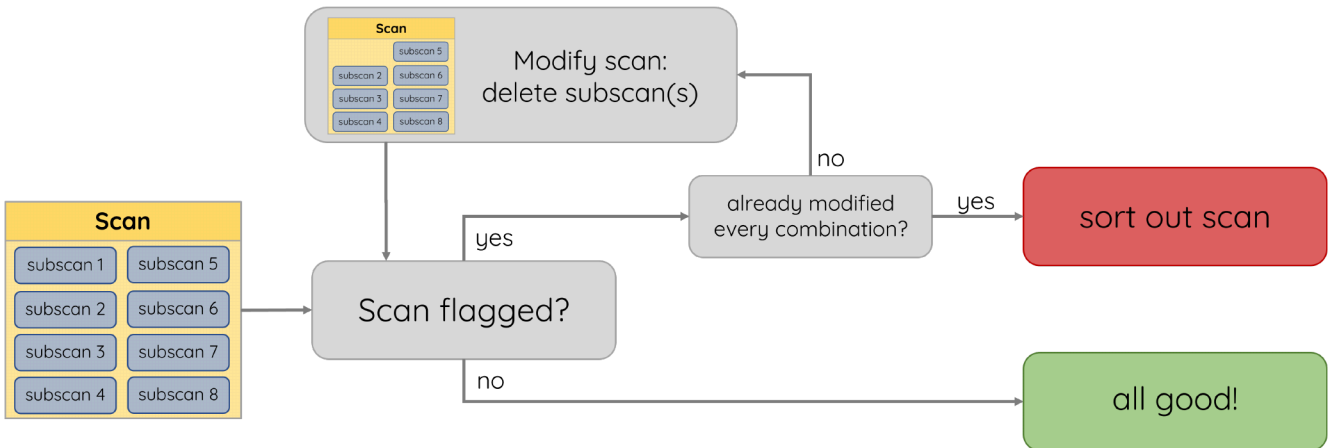 Scan
subscan 5
subscan 2
subscan 6
subscan 3
subscan 7
subscan 4
subscan 8
Modify scan:
delete subscan(s)
no
already modified
every combination?
yes
sort out scan
Scan
subscan 1
subscan 5
subscan 2
subscan 6
subscan 3
subscan 7
subscan 4
subscan 8
yes
Scan flagged?
no
all good!